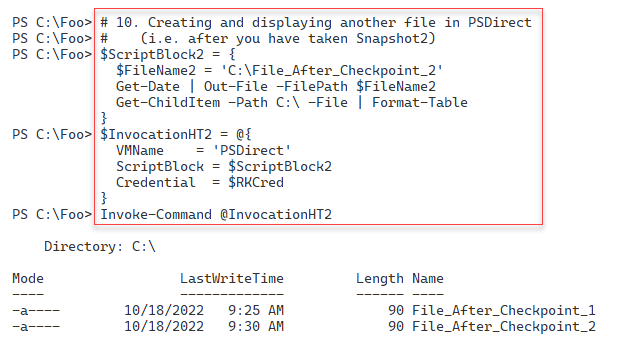 PS C:\Foo> # 10. Creating and displaying another file in PSDirect
PS C:\Foo> #    (i.e. after you have taken Snapshot2)
PS C:\Foo> $ScriptBlock2 = {
             $FileName2 = 'C:\File_After_Checkpoint_2'
             Get-Date | Out-File -FilePath $FileName2
             Get-ChildItem -Path C:\ -File | Format-Table
           }
PS C:\Foo> $InvocationHT2 = @{
             VMName    = 'PSDirect'
             ScriptBlock = $ScriptBlock2
             Credential  = $RKCred
           }
PS C:\Foo> Invoke-Command @InvocationHT2
    Directory: C:\
Mode                 LastWriteTime         Length Name
----                 -------------         ------ ----
-a----        10/18/2022   9:25 AM             90 File_After_Checkpoint_1
-a----        10/18/2022   9:30 AM             90 File_After_Checkpoint_2